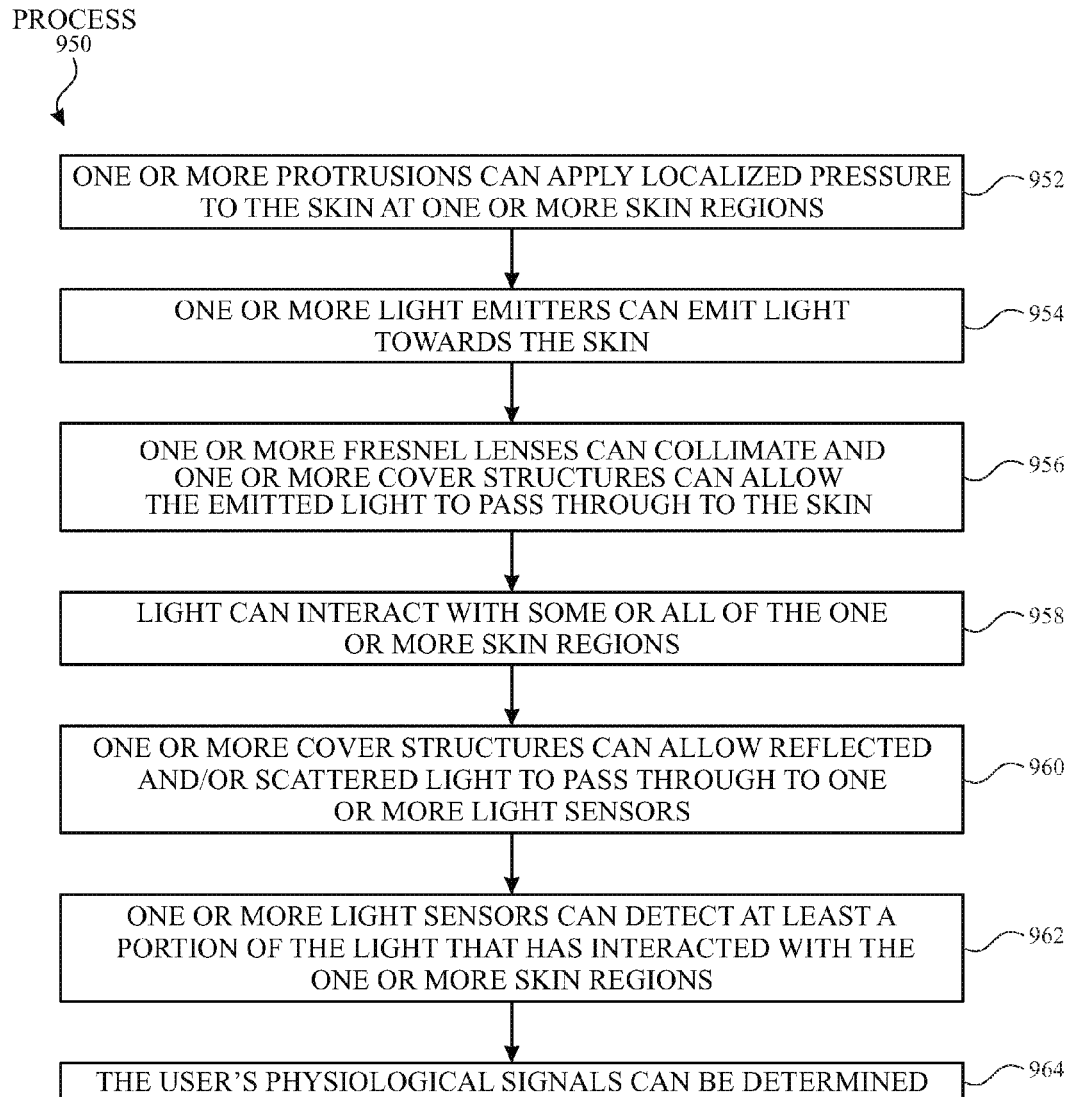 PROCESS
950
ONE OR MORE PROTRUSIONS CAN APPLY LOCALIZED PRESSURE
TO THE SKIN AT ONE OR MORE SKIN REGIONS
952
ONE OR MORE LIGHT EMITTERS CAN EMIT LIGHT
TOWARDS THE SKIN
954
ONE OR MORE FRESNEL LENSES CAN COLLIMATE AND
ONE OR MORE COVER STRUCTURES CAN ALLOW
THE EMITTED LIGHT TO PASS THROUGH TO THE SKIN
956
LIGHT CAN INTERACT WITH SOME OR ALL OF THE ONE
OR MORE SKIN REGIONS
958
ONE OR MORE COVER STRUCTURES CAN ALLOW REFLECTED
AND/OR SCATTERED LIGHT TO PASS THROUGH TO ONE
OR MORE LIGHT SENSORS
960
ONE OR MORE LIGHT SENSORS CAN DETECT AT LEAST A
PORTION OF THE LIGHT THAT HAS INTERACTED WITH THE
ONE OR MORE SKIN REGIONS
962
THE USER'S PHYSIOLOGICAL SIGNALS CAN BE DETERMINED
964